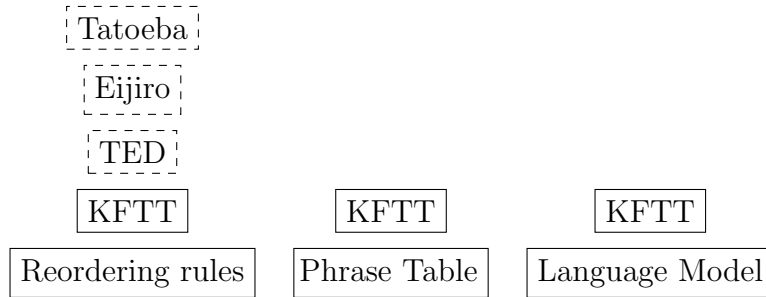 Tatoeba
Eijiro
TED
KFTT KFTT KFTT
Reordering rules Phrase Table Language Model